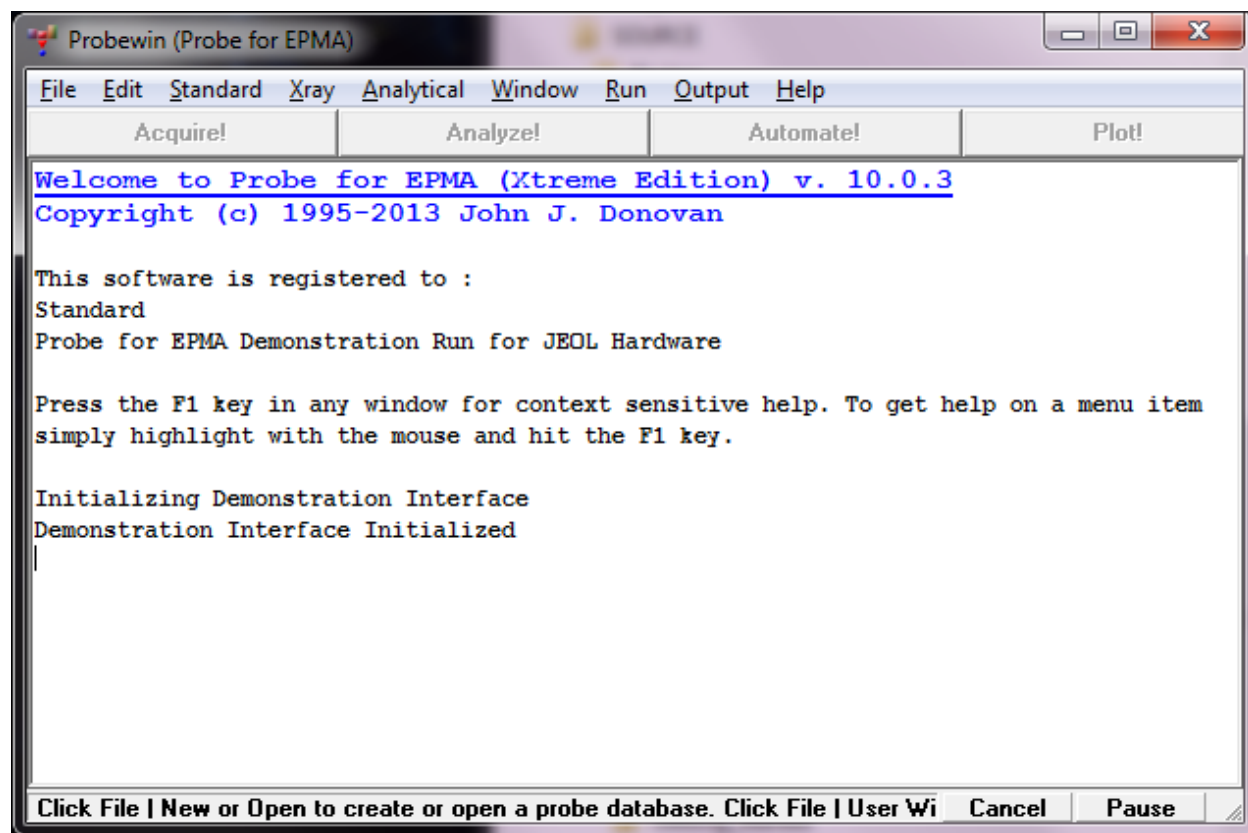 Probewin (Probe for EPMA)
File Edit Standard Xray Analytical Window Run Output Help
Acquire! Analyze! Automate! Plot!
Welcome to Probe for EPMA (Xtreme Edition) v. 10.0.3
Copyright (c) 1995-2013 John J. Donovan
This software is registered to :
Standard
Probe for EPMA Demonstration Run for JEOL Hardware
Press the F1 key in any window for context sensitive help. To get help on a menu item
simply highlight with the mouse and hit the F1 key.
Initializing Demonstration Interface
Demonstration Interface Initialized
Click File | New or Open to create or open a probe database. Click File | User Wi Cancel Pause